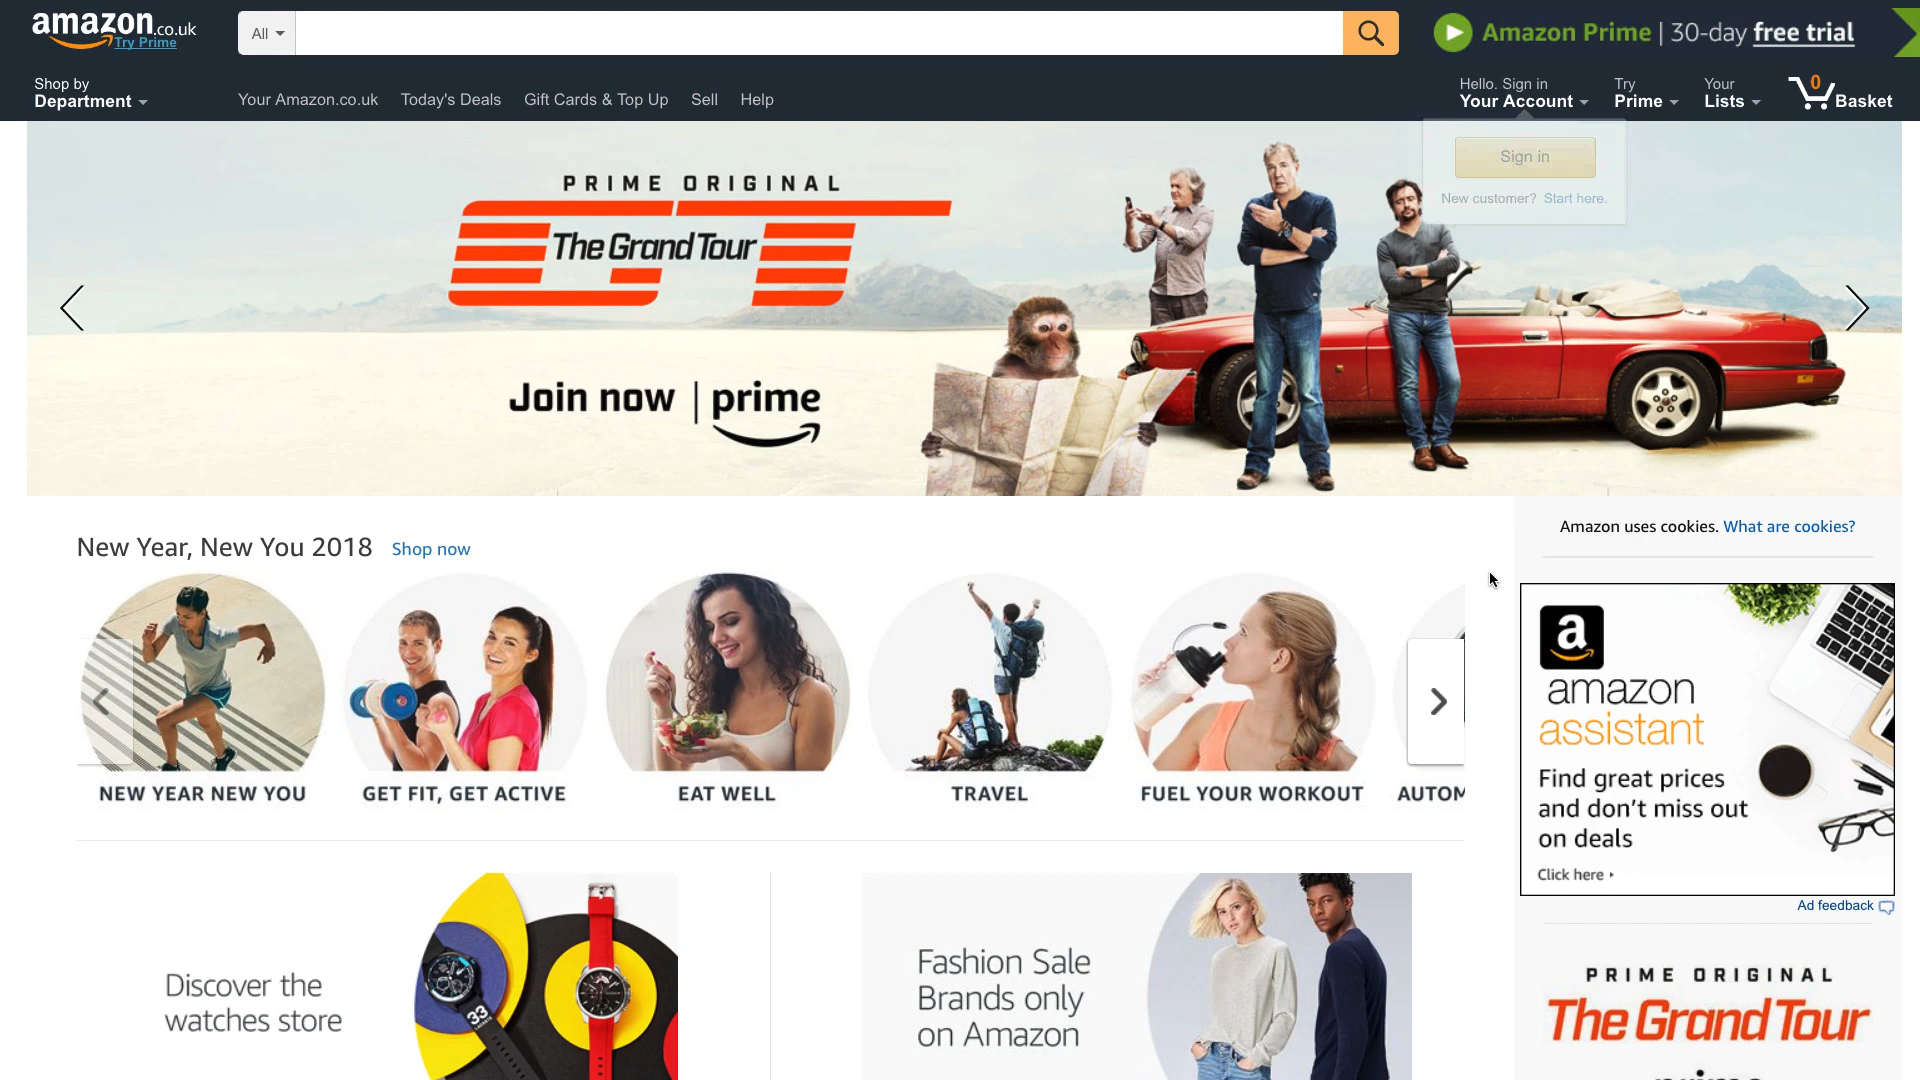 amazon.co.uk
Try Prime
All
Amazon Prime | 30-day free trial
Shop by
Department
Your Amazon.co.uk
Today's Deals
Gift Cards & Top Up
Sell
Help
Hello. Sign in
Your Account
Try
Prime
Your
Lists
0
Basket
Sign in
New customer? Start here.
PRIME ORIGINAL
The Grand Tour
Join now | prime
New Year, New You 2018 Shop now
NEW YEAR NEW YOU
GET FIT, GET ACTIVE
EAT WELL
TRAVEL
FUEL YOUR WORKOUT
AUTOM
Discover the
watches store
33
Fashion Sale
Brands only
on Amazon
Amazon uses cookies. What are cookies?
a
amazon
assistant
Find great prices
and don't miss out
on deals
Click here
Ad feedback
PRIME ORIGINAL
The Grand Tour